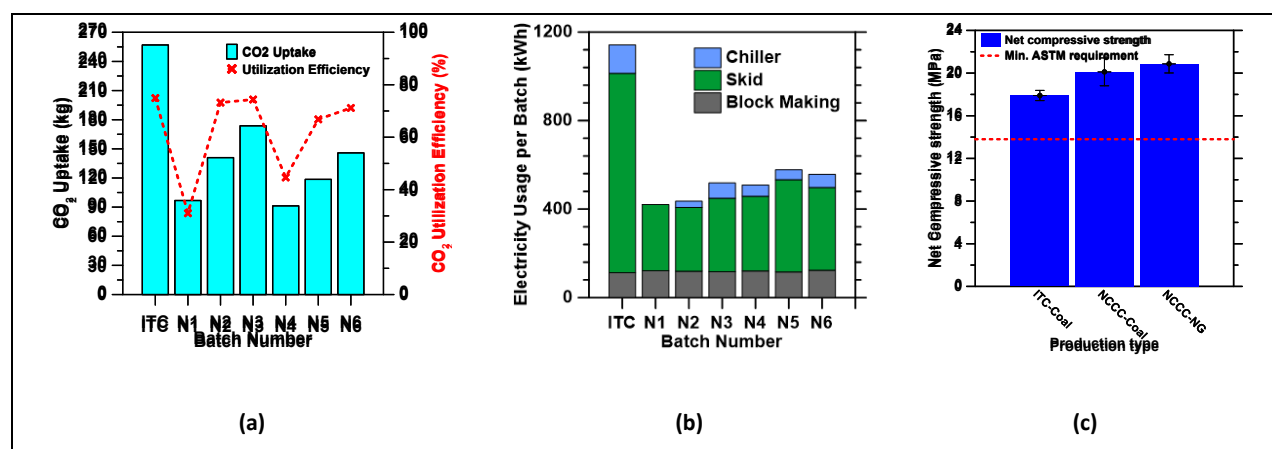 CO2 Uptake (kg)
270
240
210
180
150
120
90
60
30
0
CO2 Uptake
Utilization Efficiency
100
80
60
40
20
0
CO2 Utilization Efficiency (%)
ITC N1 N2 N3 N4 N5 N6
Batch Number
(a)
Electricity Usage per Batch (kWh)
1200
800
400
0
Chiller
Skid
Block Making
ITC N1 N2 N3 N4 N5 N6
Batch Number
(b)
Net Compressive strength (MPa)
24
20
16
12
8
4
0
Net compressive strength
Min. ASTM requirement
ITC-Coal NCCC-Coal NCCC-NG
Production type
(c)